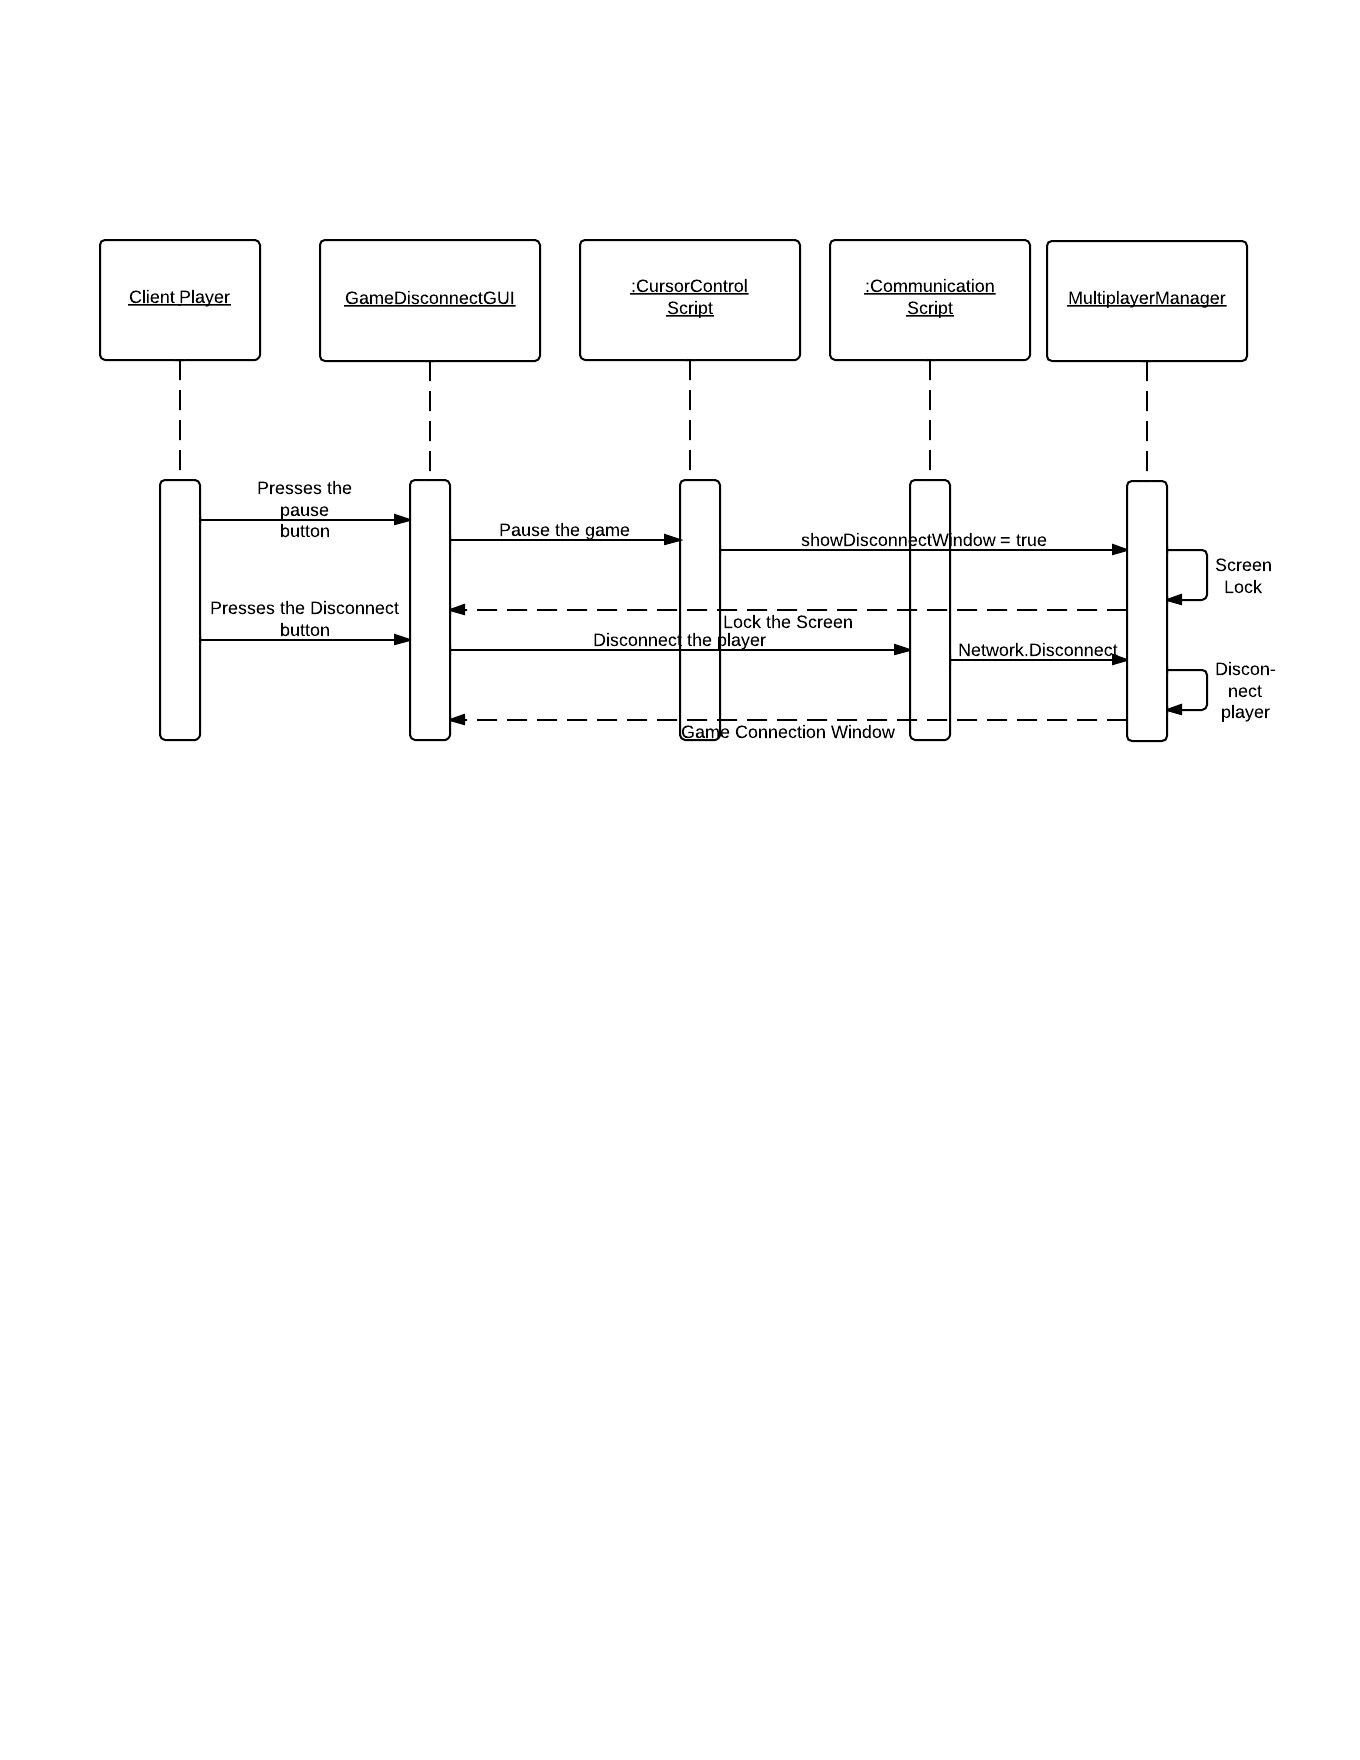 Client Player
GameDisconnectGUI
:CursorControl
Script
:Communication
Script
MultiplayerManager
Presses the
pause
button
Pause the game
showDisconnectWindow = true
Screen
Lock
Lock the Screen
Presses the Disconnect
button
Disconnect the player
Network.Disconnect
Discon-
nect
player
Game Connection Window